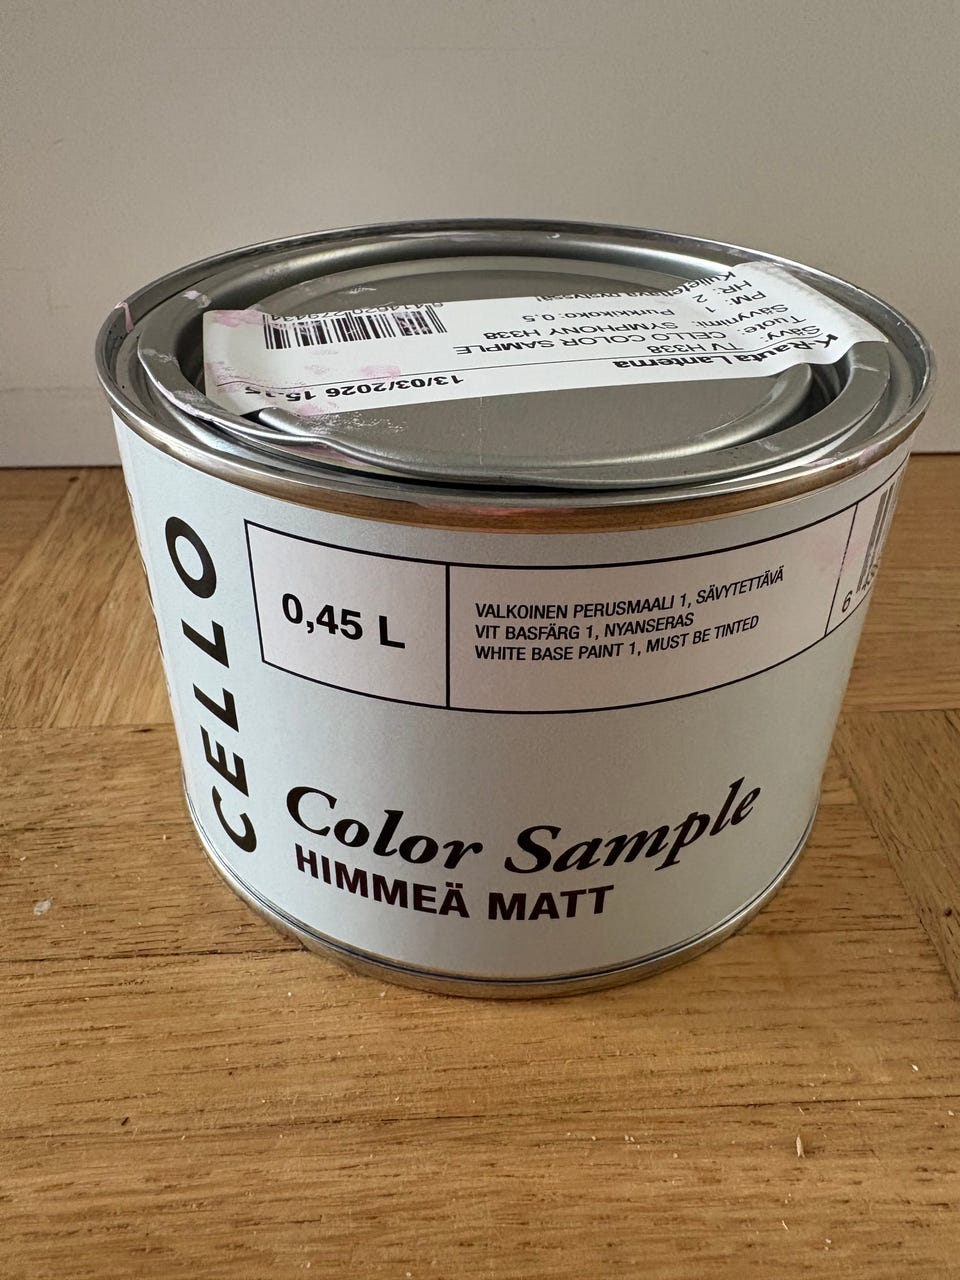 K-Rauta Lanterna
13/03/2026
Sävy: TV H338
Tuote: CELLO COLOR SAMPLE
Sävynimi: SYMPHONY H338
PM: 1
Purkkikoko: 0.5
HR: 2
CELLO
0,45 L
VALKOINEN PERUSMAALI 1, SÄVYTETTÄVÄ
VIT BASFÄRG 1, NYANSERAS
WHITE BASE PAINT 1, MUST BE TINTED
6
Color Sample
HIMMEÄ MATT